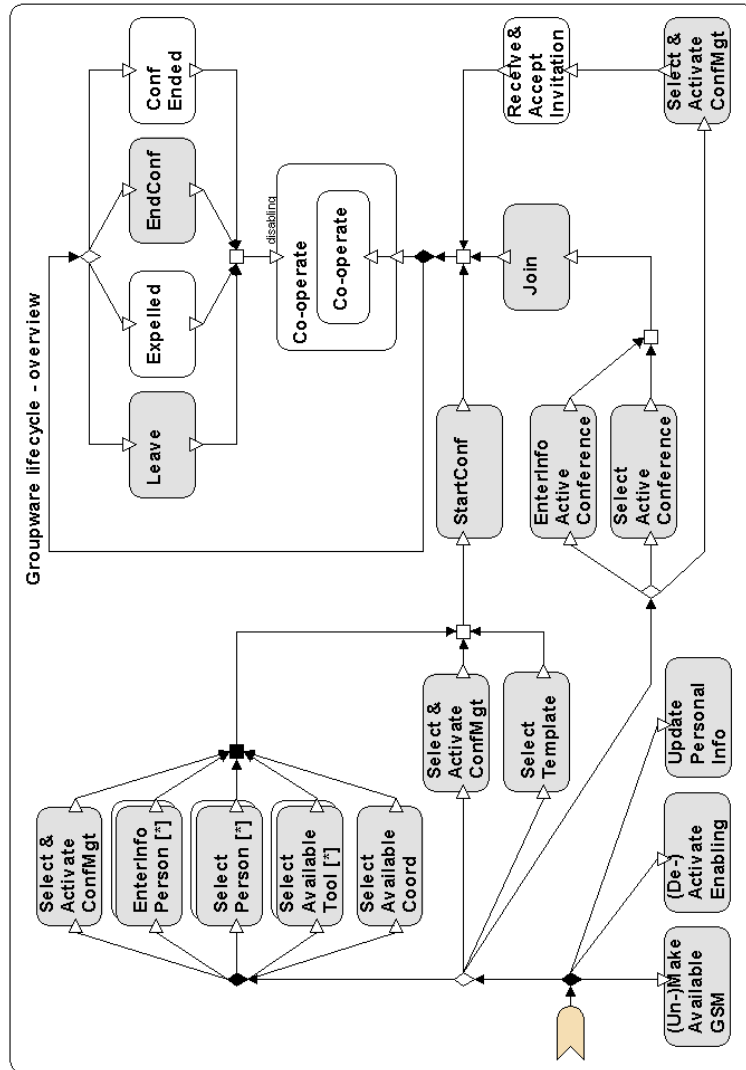 Groupware lifecycle - overview
Select &
Activate
ConfMgt
EnterInfo
Person [*]
Select
Person [*]
Select
Available
Tool [*]
Select
Available
Coord
Leave
Expelled
EndConf
Conf
Ended
disabling
Co-operate
Co-operate
Select &
Activate
ConfMgt
Select
Template
StartConf
EnterInfo
Active
Conference
Select
Active
Conference
Join
Receive&
Accept
Invitation
(Un-)Make
Available
GSM
(De-)
Activate
Enabling
Update
Personal
Info
Select &
Activate
ConfMgt